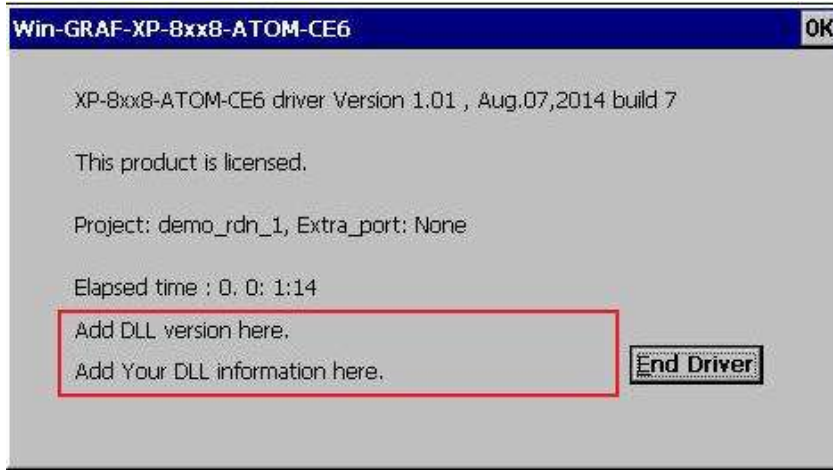 Win-GRAF-XP-8xx8-ATOM-CE6 OK
XP-8xx8-ATOM-CE6 driver Version 1.01 , Aug.07,2014 build 7
This product is licensed.
Project: demo_rdn_1, Extra_port: None
Elapsed time : 0. 0: 1:14
Add DLL version here.
Add Your DLL information here.
End Driver